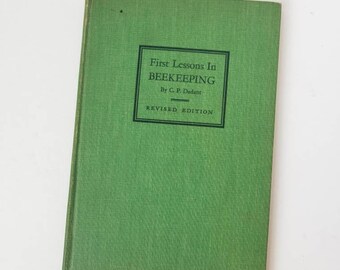 First Lessons In
BEEKEEPING
By C. P. Dadant
REVISED EDITION